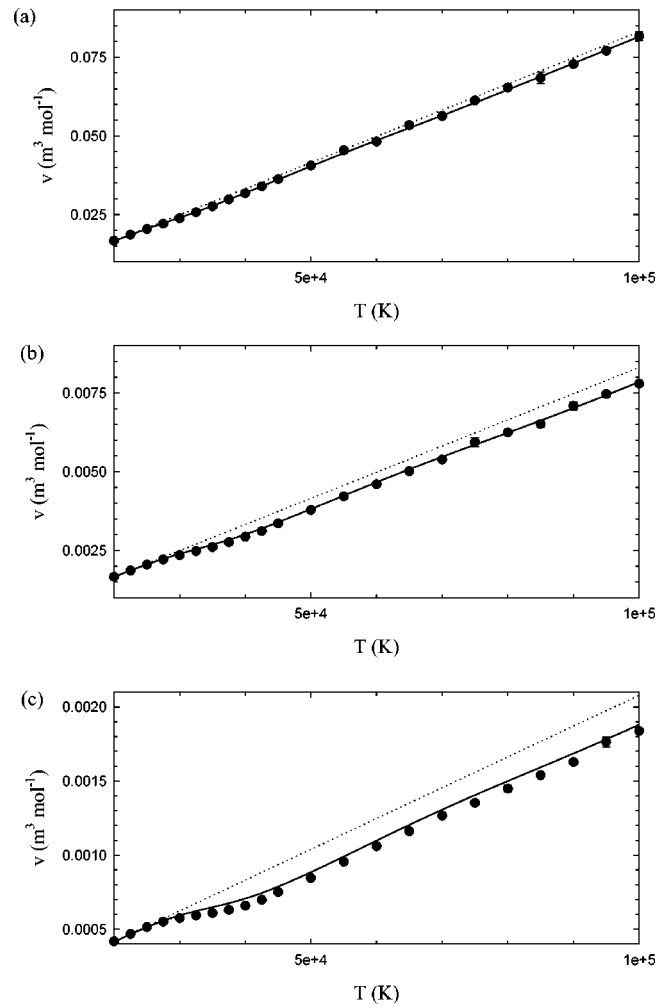 (a)
0.075
0.050
0.025
v (m³ mol⁻¹)
5e+4 1e+5
T (K)
(b)
0.0075
0.0050
0.0025
v (m³ mol⁻¹)
5e+4 1e+5
T (K)
(c)
0.0020
0.0015
0.0010
0.0005
v (m³ mol⁻¹)
5e+4 1e+5
T (K)